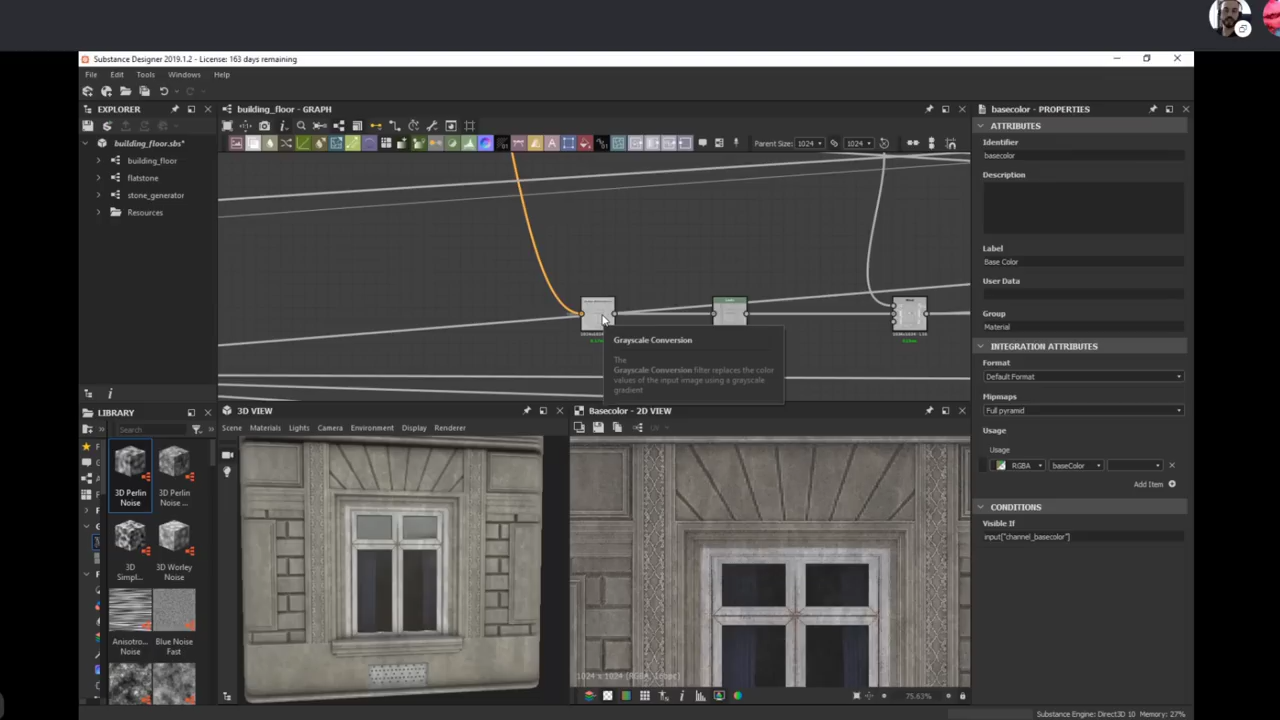 Substance Designer 2019.1.2 - License: 163 days remaining
File Edit Tools Windows Help
EXPLORER
building_floor.sbs*
building_floor
flatstone
stone_generator
Resources
building_floor - GRAPH
Parent Size: 1024 1024
Grayscale Conversion
The
Grayscale Conversion filter replaces the color
values of the input image using a grayscale
gradient
basecolor - PROPERTIES
ATTRIBUTES
Identifier
basecolor
Description
Label
Base Color
User Data
Group
Material
INTEGRATION ATTRIBUTES
Format
Default Format
Mipmaps
Full pyramid
Usage
Usage
RGBA baseColor
Add Item
CONDITIONS
Visible If
input["channel_basecolor"]
LIBRARY
Search
3D Perlin
Noise
3D Perlin
Noise ...
3D
Simpl...
3D Worley
Noise
Anisotro...
Noise
Blue Noise
Fast
3D VIEW
Scene Materials Lights Camera Environment Display Renderer
Basecolor - 2D VIEW
UV
1024 x 1024 (RGBA, 16bpc)
75.63%
Substance Engine: Direct3D 10 Memory: 27%